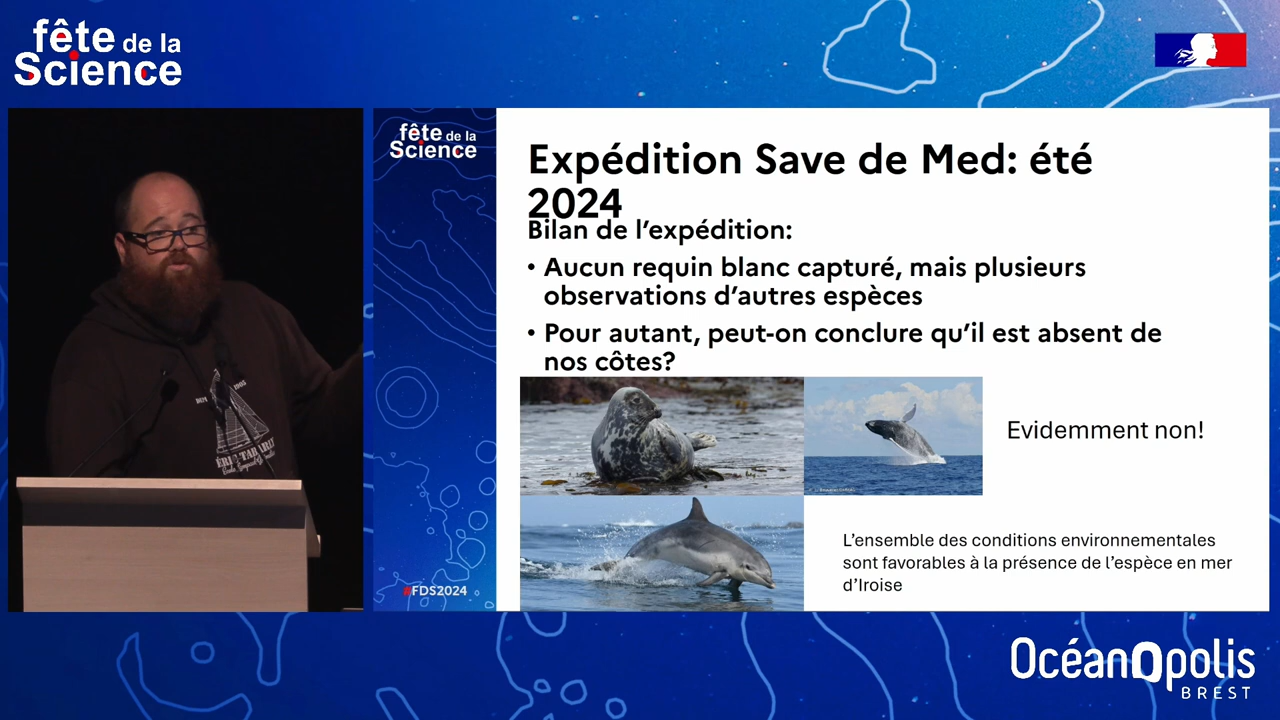 fête de la
Science
fête de la
Science
Expédition Save de Med: été
2024
Bilan de l’expédition:
• Aucun requin blanc capturé, mais plusieurs
observations d’autres espèces
• Pour autant, peut-on conclure qu’il est absent de
nos côtes?
Evidemment non!
L’ensemble des conditions environnementales
sont favorables à la présence de l’espèce en mer
d’Iroise
#FDS2024
OcéanOpolis
BREST